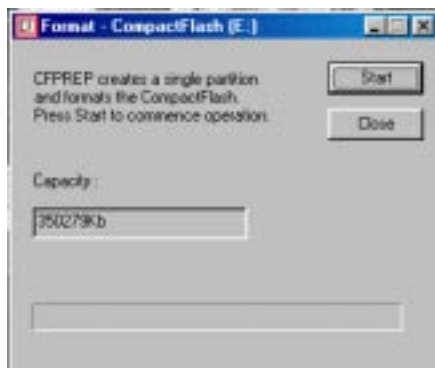 Format - CompactFlash (E:)
CFPREP creates a single partition
and formats the CompactFlash.
Press Start to commence operation.
Start
Close
Capacity :
350279Kb